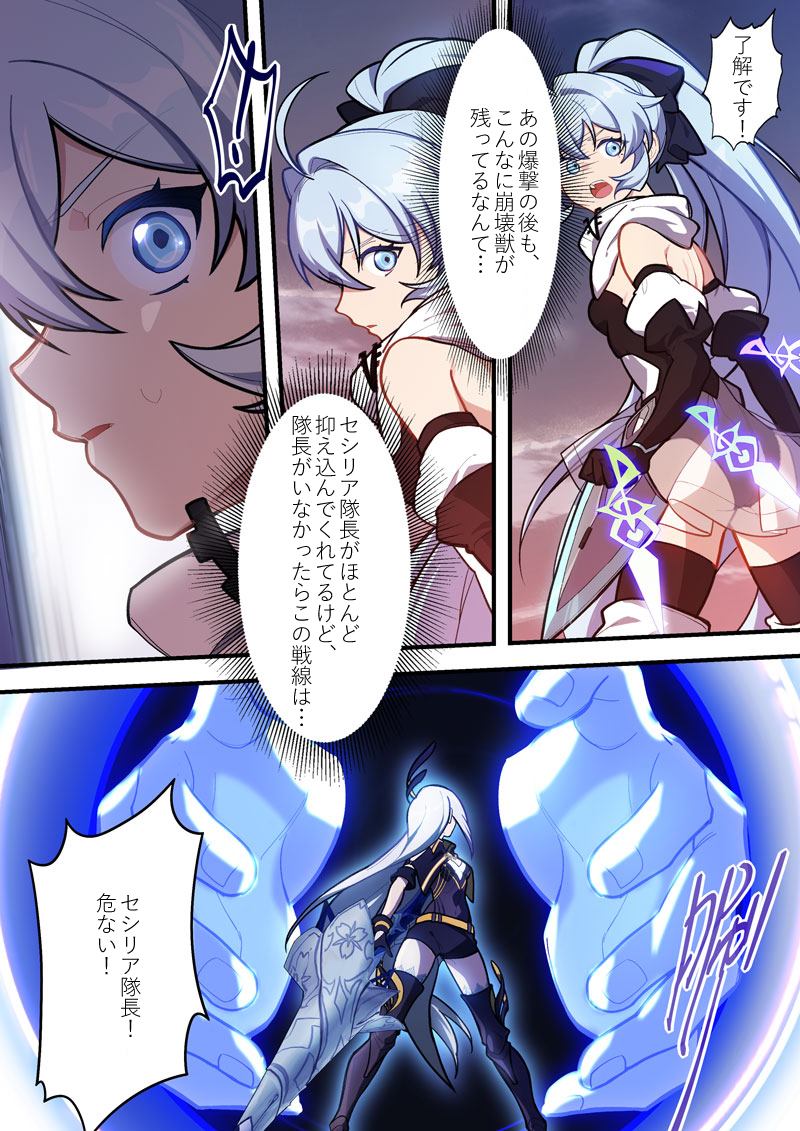 了解です!
あの爆撃の後も、
こんなに崩壊獣が
残ってるなんて…
セシリア隊長がほとんど
抑え込んでくれてるけど、
隊長がいなかったらこの戦線は…
!
セシリア隊長!
危ない!